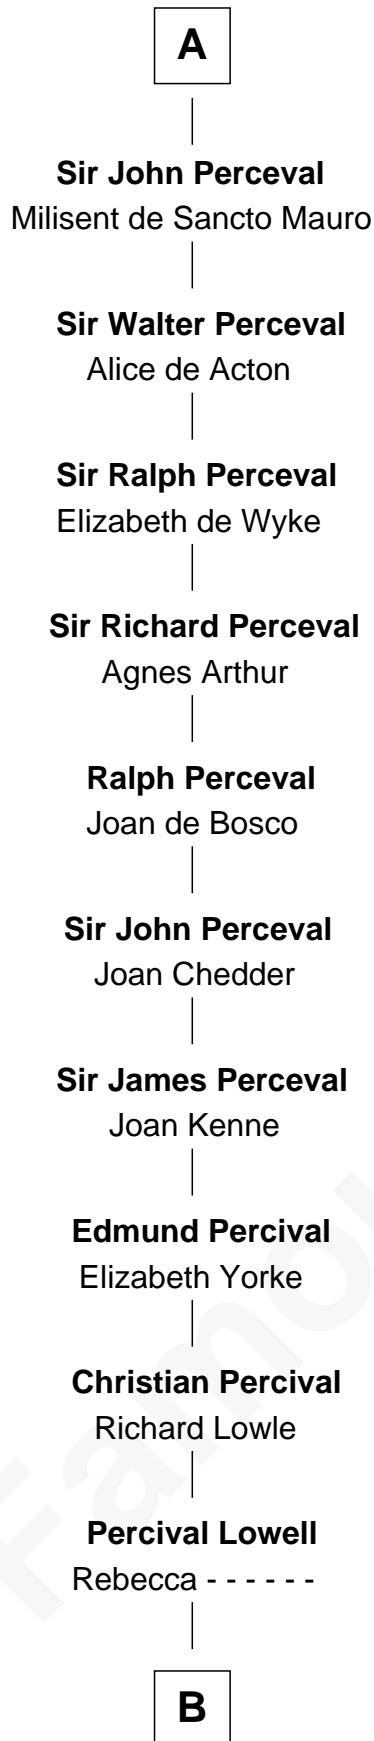 A
Sir John Perceval
Milisent de Sancto Mauro
Sir Walter Perceval
Alice de Acton
Sir Ralph Perceval
Elizabeth de Wyke
Sir Richard Perceval
Agnes Arthur
Ralph Perceval
Joan de Bosco
Sir John Perceval
Joan Chedder
Sir James Perceval
Joan Kenne
Edmund Percival
Elizabeth Yorke
Christian Percival
Richard Lowle
Percival Lowell
Rebecca - - - - - -
B